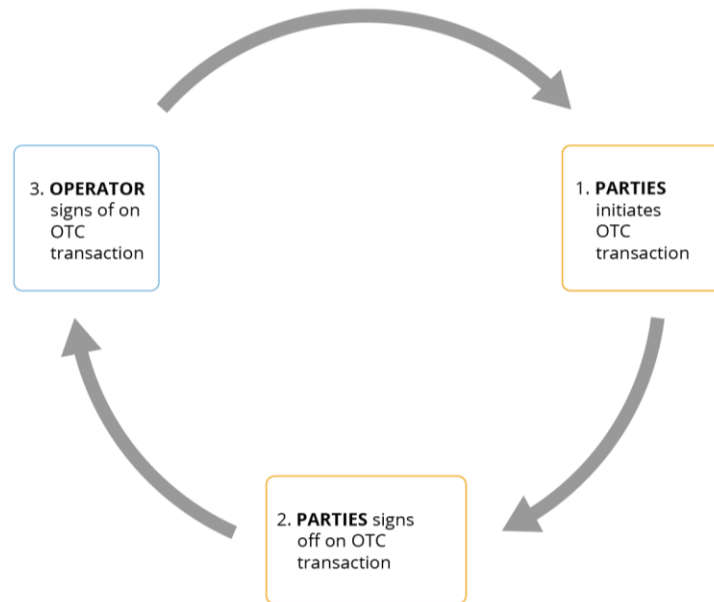 3. OPERATOR
signs of on
OTC
transaction
1. PARTIES
initiates
OTC
transaction
2. PARTIES signs
off on OTC
transaction